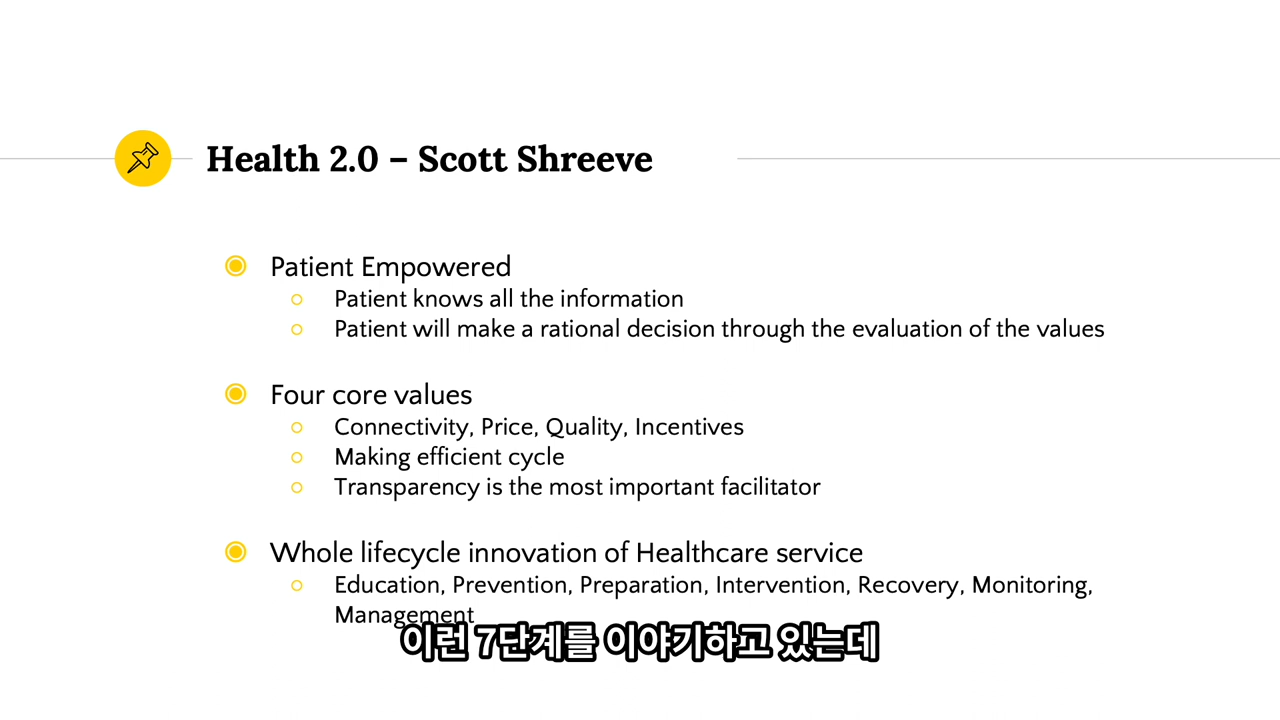 Health 2.0 – Scott Shreeve
Patient Empowered
Patient knows all the information
Patient will make a rational decision through the evaluation of the values
Four core values
Connectivity, Price, Quality, Incentives
Making efficient cycle
Transparency is the most important facilitator
Whole lifecycle innovation of Healthcare service
Education, Prevention, Preparation, Intervention, Recovery, Monitoring,
Management
이런 7단계를 이야기하고 있는데